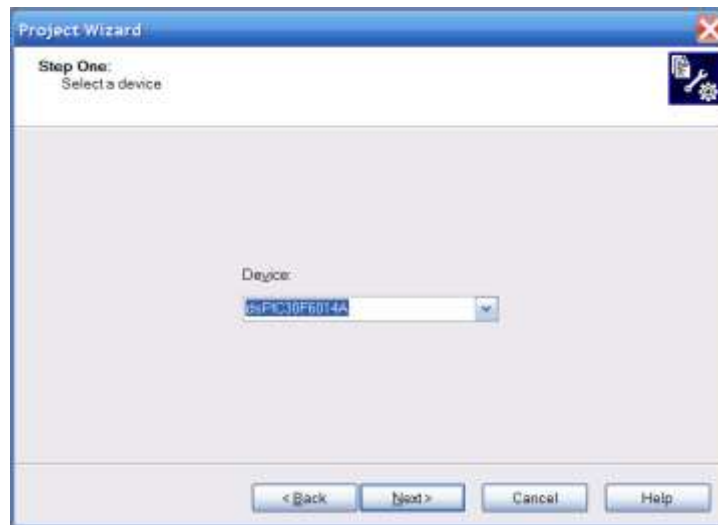 Project Wizard
Step One:
Select a device
Device:
dsPIC30F6014A
< Back
Next >
Cancel
Help